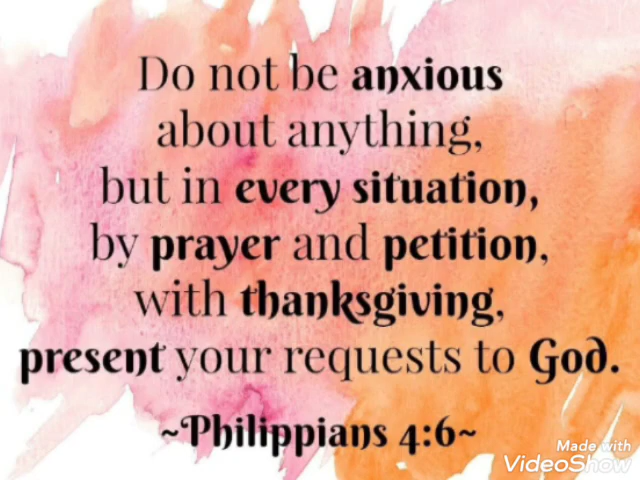 Do not be anxious
about anything,
but in every situation,
by prayer and petition,
with thanksgiving,
present your requests to God.
~Philippians 4:6~
Made with
VideoShow